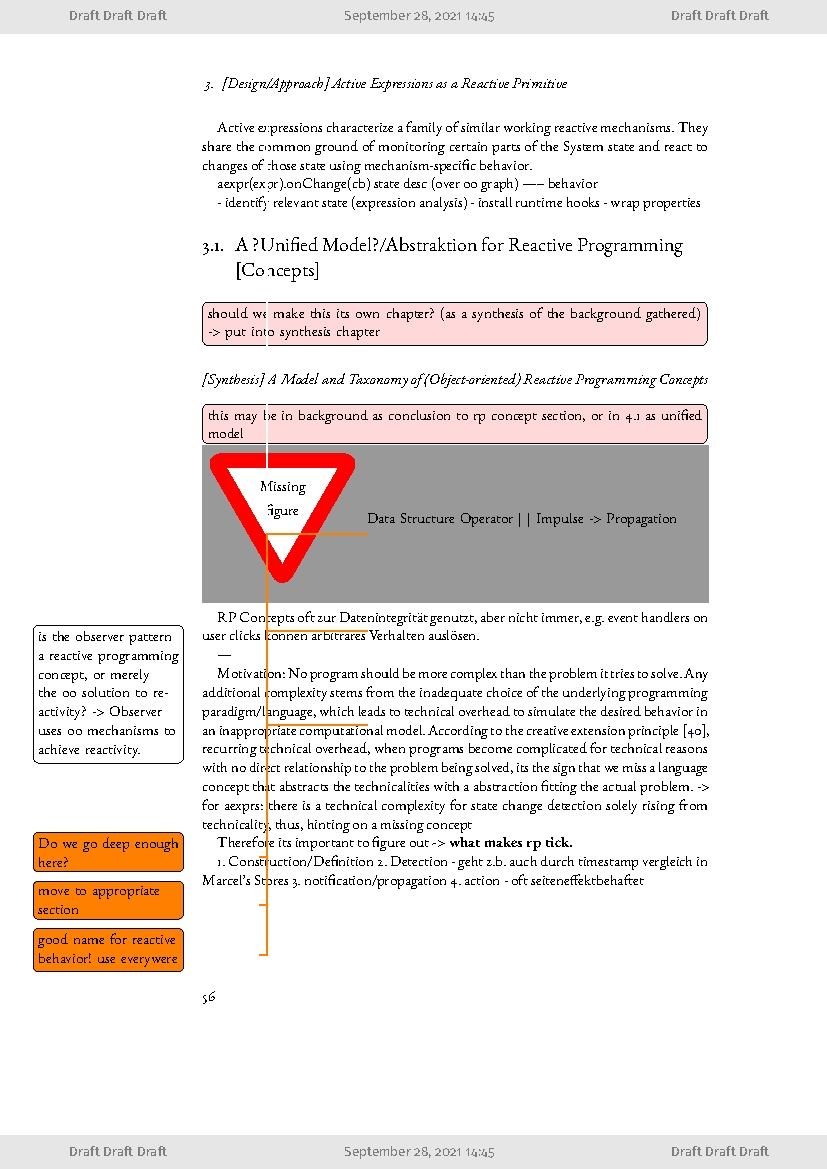 Draft Draft Draft September 28, 2021 14:45 Draft Draft Draft
3. [Design/Approach] Active Expressions as a Reactive Primitive
Active expressions characterize a family of similar working reactive mechanisms. They
share the common ground of monitoring certain parts of the System state and react to
changes of those state using mechanism-specific behavior.
aexpr(expr).onChange(cb) state desc (over oo graph) —– behavior
- identify relevant state (expression analysis) - install runtime hooks - wrap properties
3.1. A ?Unified Model?/Abstraktion for Reactive Programming
[Concepts]
should we make this its own chapter? (as a synthesis of the background gathered)
-> put into synthesis chapter
[Synthesis] A Model and Taxonomy of (Object-oriented) Reactive Programming Concepts
this may be in background as conclusion to rp concept section, or in 4.1 as unified
model
Missing
figure
Data Structure Operator || Impulse -> Propagation
RP Concepts oft zur Datenintegrität genutzt, aber nicht immer, e.g. event handlers on
user clicks können arbitrares Verhalten auslösen.
—
Motivation: No program should be more complex than the problem it tries to solve. Any
additional complexity stems from the inadequate choice of the underlying programming
paradigm/language, which leads to technical overhead to simulate the desired behavior in
an inappropriate computational model. According to the creative extension principle [40],
recurring technical overhead, when programs become complicated for technical reasons
with no direct relationship to the problem being solved, its the sign that we miss a language
concept that abstracts the technicalities with a abstraction fitting the actual problem. ->
for aexprs: there is a technical complexity for state change detection solely rising from
technicality, thus, hinting on a missing concept
Therefore its important to figure out -> what makes rp tick.
1. Construction/Definition 2. Detection - geht z.b. auch durch timestamp vergleich in
Marcel's Stores 3. notification/propagation 4. action - oft seiteneffektbehaftet
is the observer pattern
a reactive programming
concept, or merely
the oo solution to re-
activity? -> Observer
uses oo mechanisms to
achieve reactivity.
Do we go deep enough
here?
move to appropriate
section
good name for reactive
behavior! use everywere
56
Draft Draft Draft September 28, 2021 14:45 Draft Draft Draft